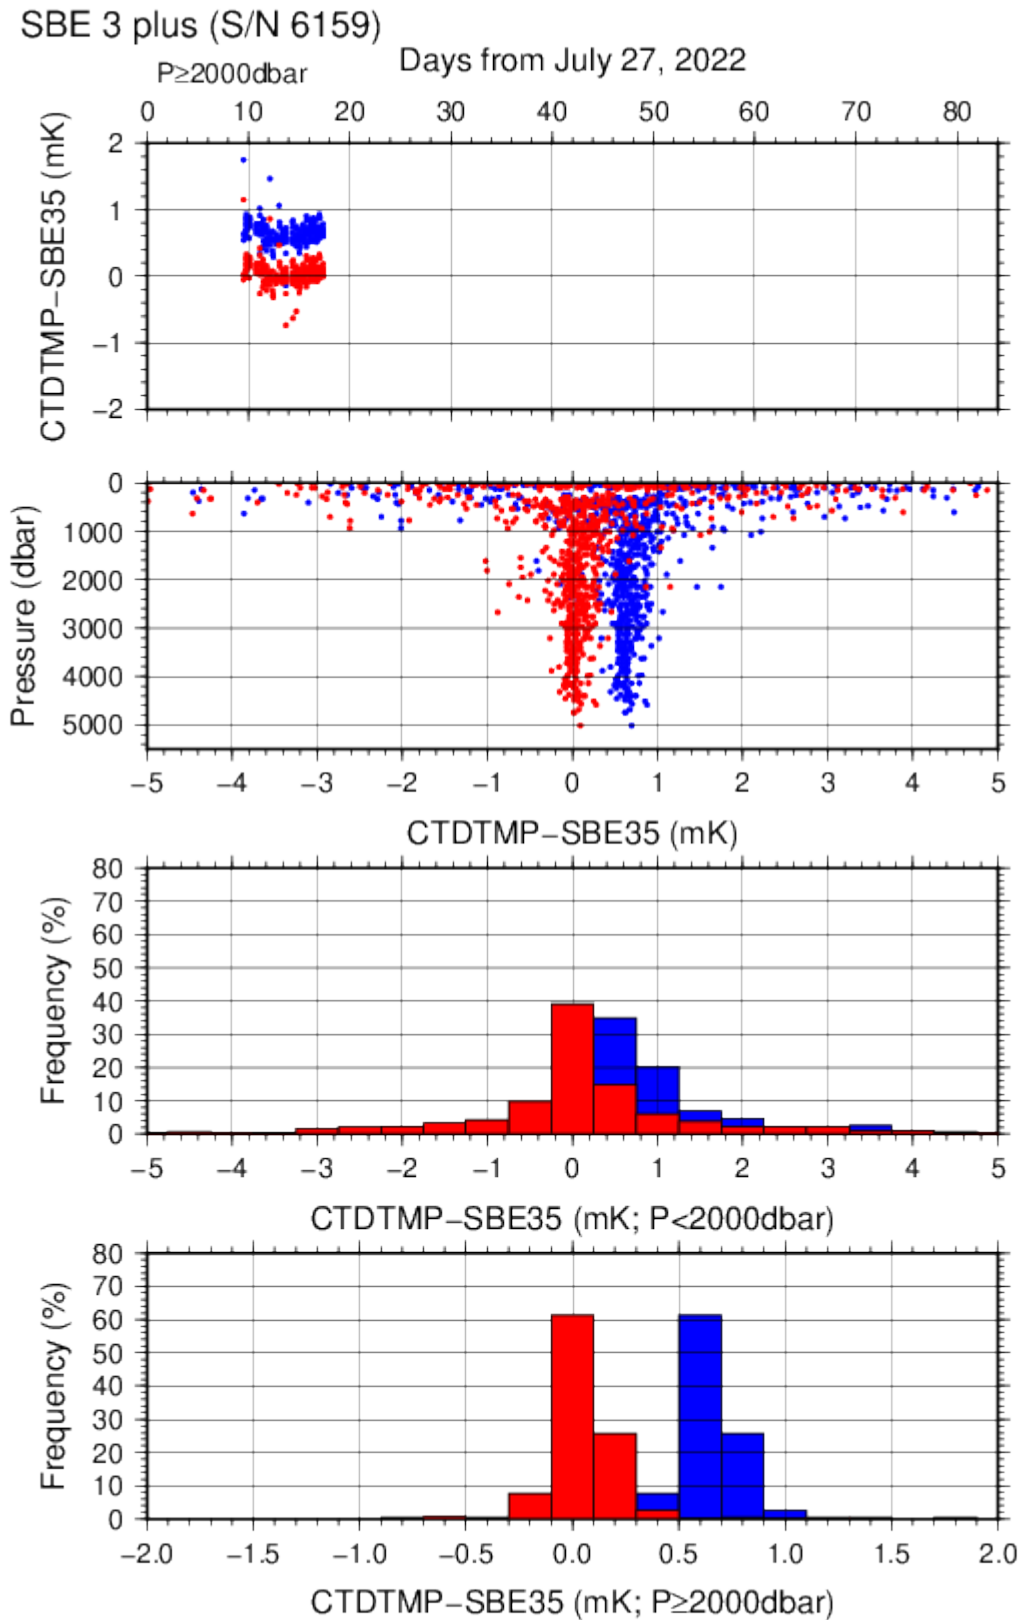 SBE 3 plus (S/N 6159)
Days from July 27, 2022
P≥2000dbar
0 10 20 30 40 50 60 70 80
CTDTMP−SBE35 (mK)
2
1
0
−1
−2
Pressure (dbar)
0
1000
2000
3000
4000
5000
−5 −4 −3 −2 −1 0 1 2 3 4 5
CTDTMP−SBE35 (mK)
Frequency (%)
80
70
60
50
40
30
20
10
0
−5 −4 −3 −2 −1 0 1 2 3 4 5
CTDTMP−SBE35 (mK; P<2000dbar)
Frequency (%)
80
70
60
50
40
30
20
10
0
−2.0 −1.5 −1.0 −0.5 0.0 0.5 1.0 1.5 2.0
CTDTMP−SBE35 (mK; P≥2000dbar)